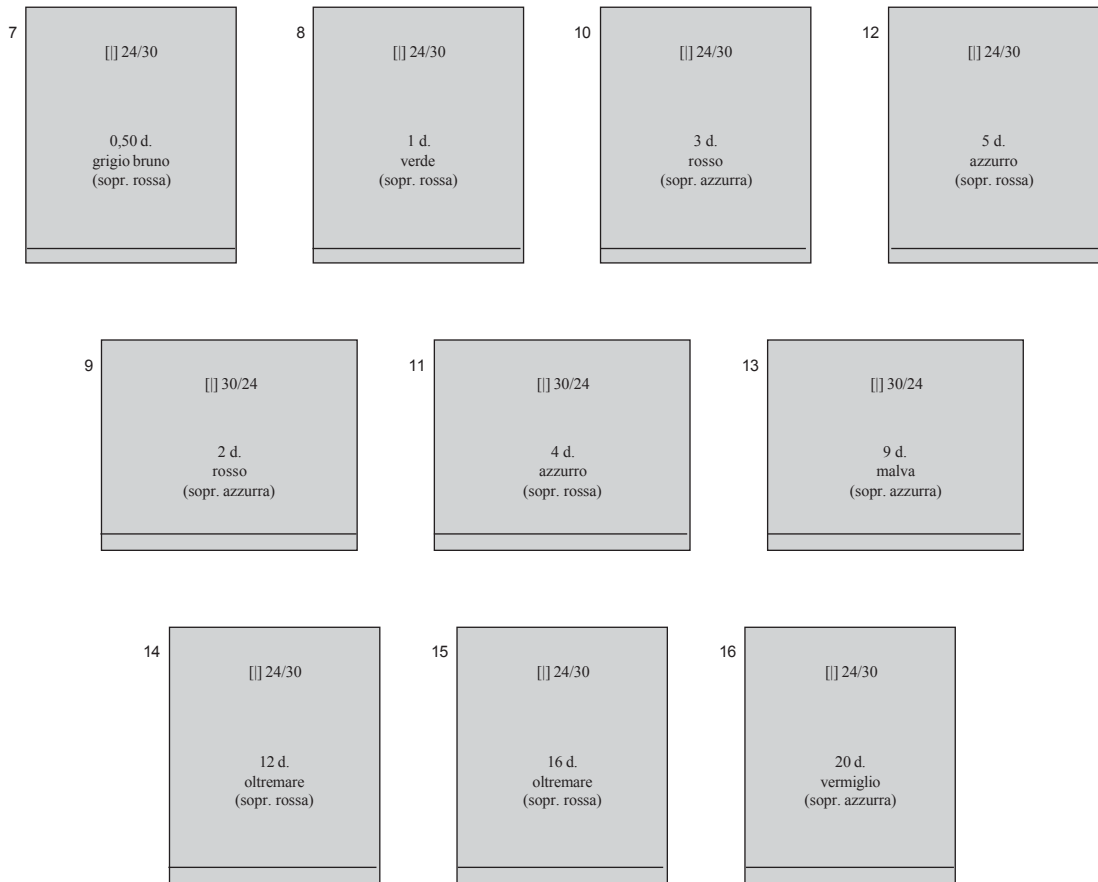 7
[|] 24/30
0,50 d.
grigio bruno
(sopr. rossa)
8
[|] 24/30
1 d.
verde
(sopr. rossa)
10
[|] 24/30
3 d.
rosso
(sopr. azzurra)
12
[|] 24/30
5 d.
azzurro
(sopr. rossa)
9
[|] 30/24
2 d.
rosso
(sopr. azzurra)
11
[|] 30/24
4 d.
azzurro
(sopr. rossa)
13
[|] 30/24
9 d.
malva
(sopr. azzurra)
14
[|] 24/30
12 d.
oltremare
(sopr. rossa)
15
[|] 24/30
16 d.
oltremare
(sopr. rossa)
16
[|] 24/30
20 d.
vermiglio
(sopr. azzurra)